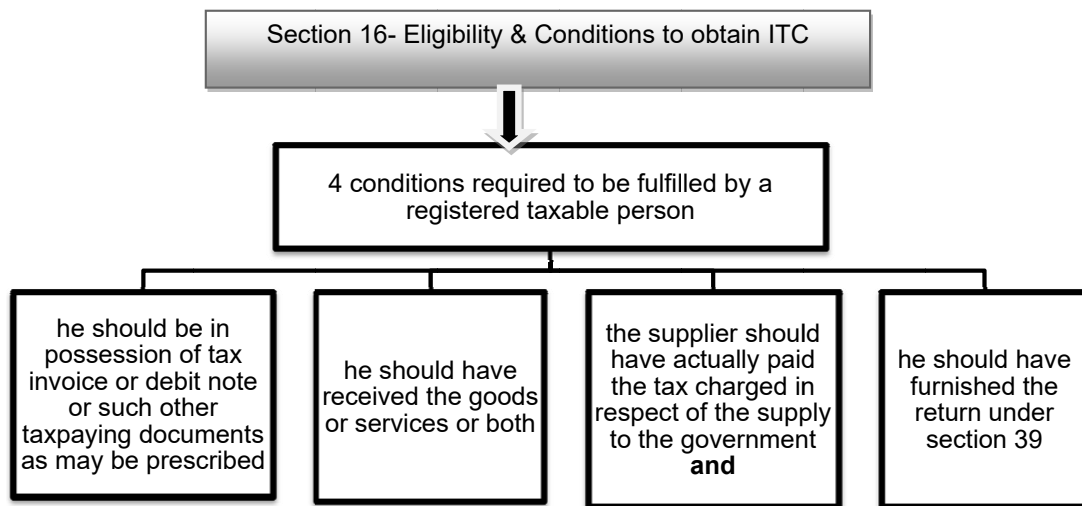 Section 16- Eligibility & Conditions to obtain ITC
4 conditions required to be fulfilled by a
registered taxable person
he should be in
possession of tax
invoice or debit note
or such other
taxpaying documents
as may be prescribed
he should have
received the goods
or services or both
the supplier should
have actually paid
the tax charged in
respect of the supply
to the government
and
he should have
furnished the
return under
section 39